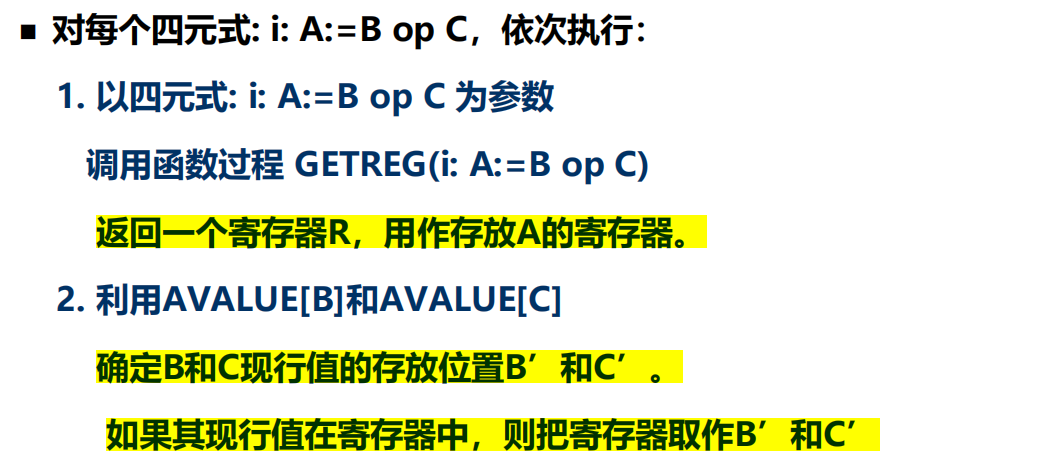 ■ 对每个四元式: i: A:=B op C，依次执行：
1. 以四元式: i: A:=B op C 为参数
调用函数过程 GETREG(i: A:=B op C)
返回一个寄存器R，用作存放A的寄存器。
2. 利用AVALUE[B]和AVALUE[C]
确定B和C现行值的存放位置B′和C′。
如果其现行值在寄存器中，则把寄存器取作B′和C′